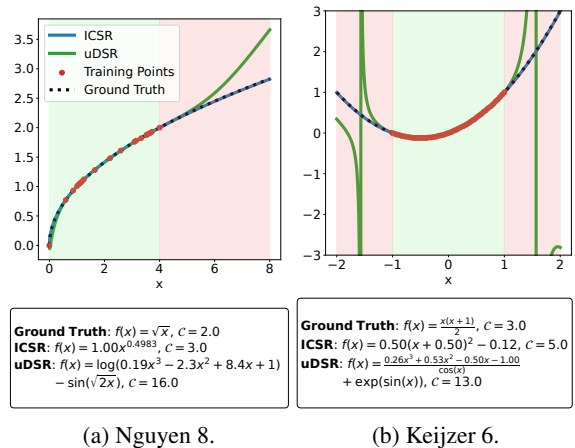 ICSR
uDSR
Training Points
Ground Truth
3.5
3.0
2.5
2.0
1.5
1.0
0.5
0.0
0 2 4 6 8
x
3
2
1
0
−1
−2
−3
−2 −1 0 1 2
x
Ground Truth: f(x) = √x, 𝒞 = 2.0
ICSR: f(x) = 1.00x^0.4983, 𝒞 = 3.0
uDSR: f(x) = log(0.19x³ − 2.3x² + 8.4x + 1)
− sin(√2x), 𝒞 = 16.0
Ground Truth: f(x) = x(x+1)/2, 𝒞 = 3.0
ICSR: f(x) = 0.50(x + 0.50)² − 0.12, 𝒞 = 5.0
uDSR: f(x) = 0.26x³+0.53x²−0.50x−1.00/cos(x)
+ exp(sin(x)), 𝒞 = 13.0
(a) Nguyen 8.
(b) Keijzer 6.